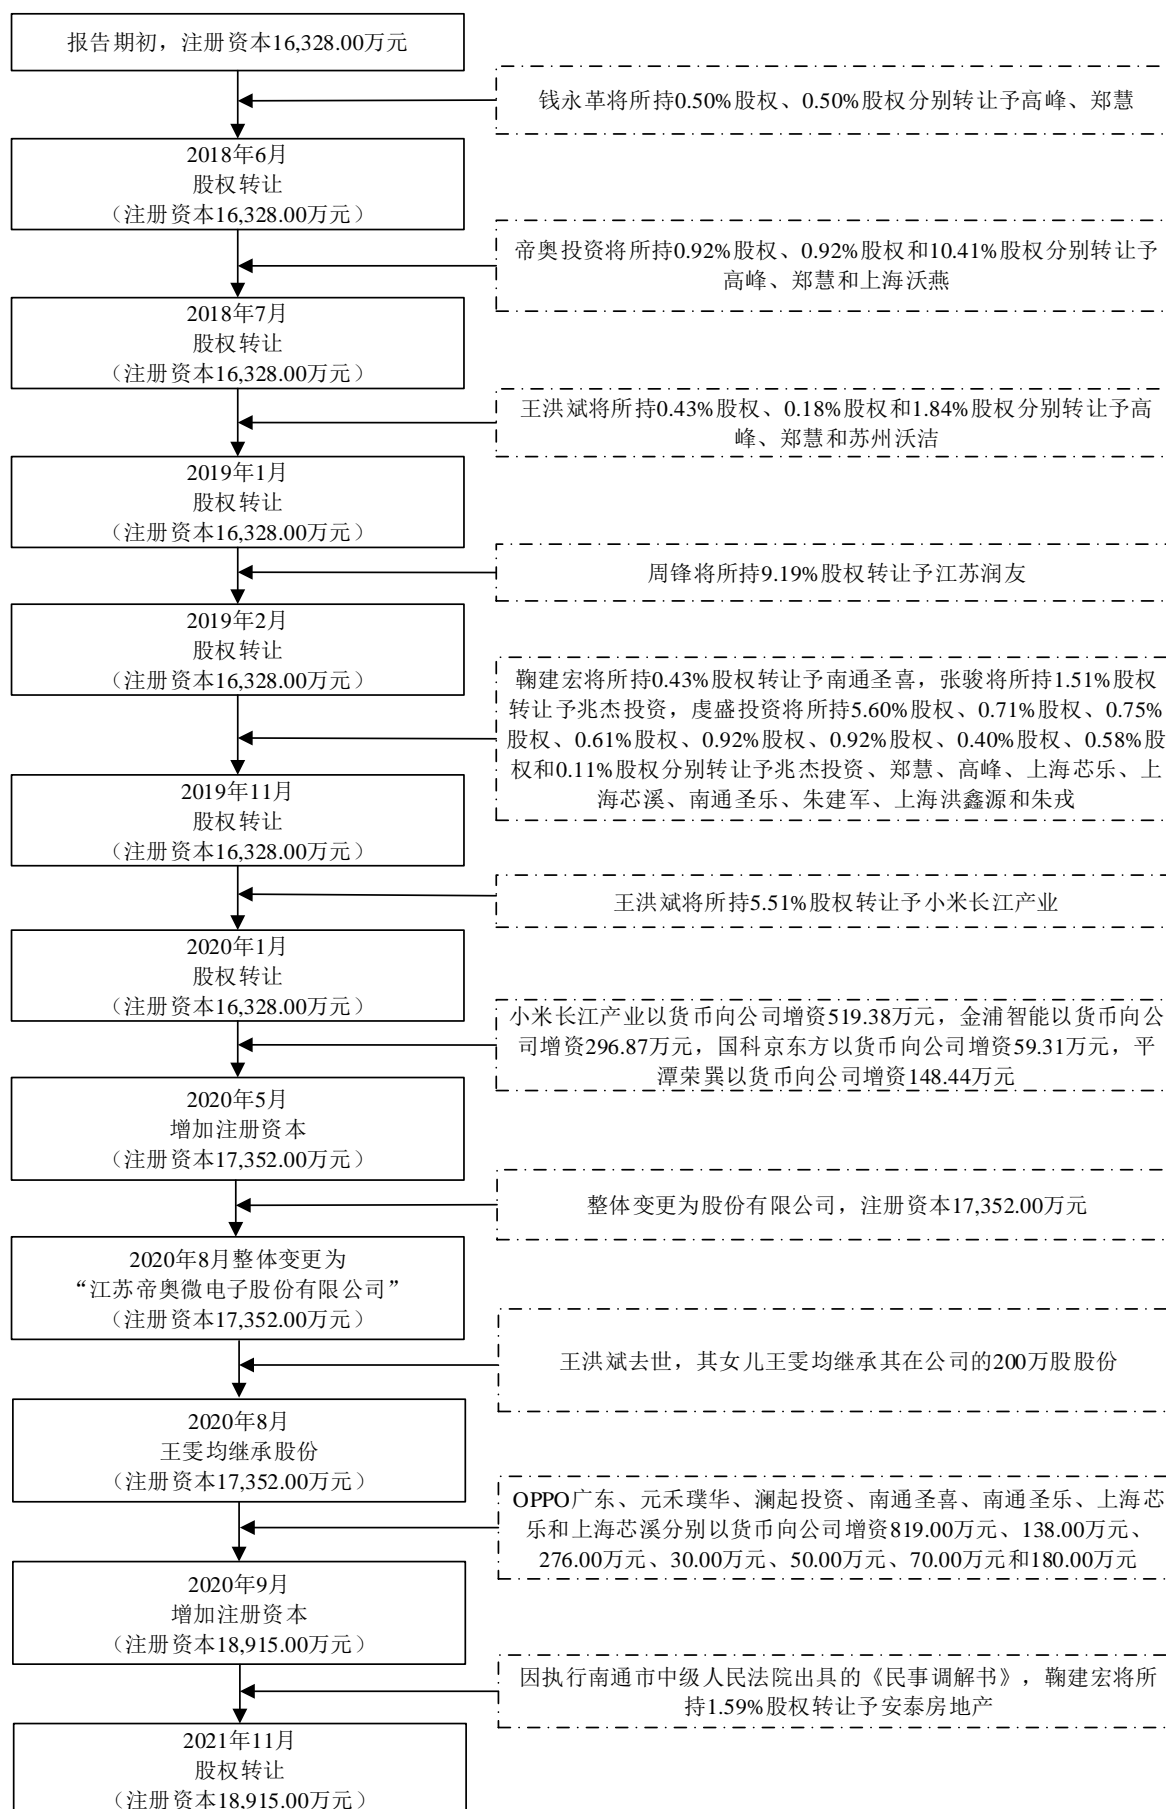 报告期初，注册资本16,328.00万元
钱永革将所持0.50%股权、0.50%股权分别转让予高峰、郑慧
2018年6月
股权转让
（注册资本16,328.00万元）
帝奥投资将所持0.92%股权、0.92%股权和10.41%股权分别转让予
高峰、郑慧和上海沃燕
2018年7月
股权转让
（注册资本16,328.00万元）
王洪斌将所持0.43%股权、0.18%股权和1.84%股权分别转让予高
峰、郑慧和苏州沃洁
2019年1月
股权转让
（注册资本16,328.00万元）
周锋将所持9.19%股权转让予江苏润友
2019年2月
股权转让
（注册资本16,328.00万元）
鞠建宏将所持0.43%股权转让予南通圣喜，张骏将所持1.51%股权
转让予兆杰投资，虔盛投资将所持5.60%股权、0.71%股权、0.75%
股权、0.61%股权、0.92%股权、0.92%股权、0.40%股权、0.58%股
权和0.11%股权分别转让予兆杰投资、郑慧、高峰、上海芯乐、上
海芯溪、南通圣乐、朱建军、上海洪鑫源和朱戎
2019年11月
股权转让
（注册资本16,328.00万元）
王洪斌将所持5.51%股权转让予小米长江产业
2020年1月
股权转让
（注册资本16,328.00万元）
小米长江产业以货币向公司增资519.38万元，金浦智能以货币向公
司增资296.87万元，国科京东方以货币向公司增资59.31万元，平
潭荣巽以货币向公司增资148.44万元
2020年5月
增加注册资本
（注册资本17,352.00万元）
整体变更为股份有限公司，注册资本17,352.00万元
2020年8月整体变更为
“江苏帝奥微电子股份有限公司”
（注册资本17,352.00万元）
王洪斌去世，其女儿王雯均继承其在公司的200万股股份
2020年8月
王雯均继承股份
（注册资本17,352.00万元）
OPPO广东、元禾璞华、澜起投资、南通圣喜、南通圣乐、上海芯
乐和上海芯溪分别以货币向公司增资819.00万元、138.00万元、
276.00万元、30.00万元、50.00万元、70.00万元和180.00万元
2020年9月
增加注册资本
（注册资本18,915.00万元）
因执行南通市中级人民法院出具的《民事调解书》，鞠建宏将所
持1.59%股权转让予安泰房地产
2021年11月
股权转让
（注册资本18,915.00万元）